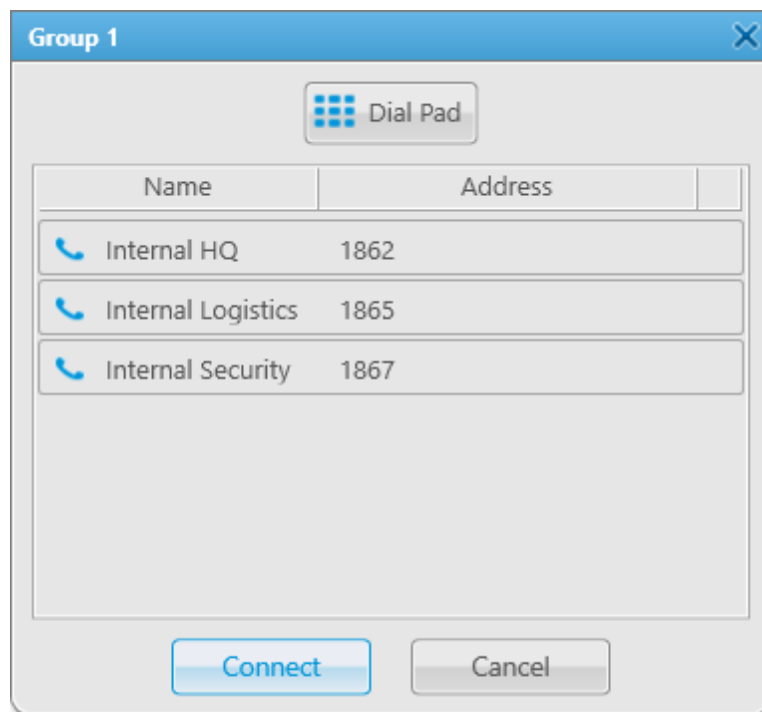 Group 1
Dial Pad
Name Address
Internal HQ 1862
Internal Logistics 1865
Internal Security 1867
Connect Cancel